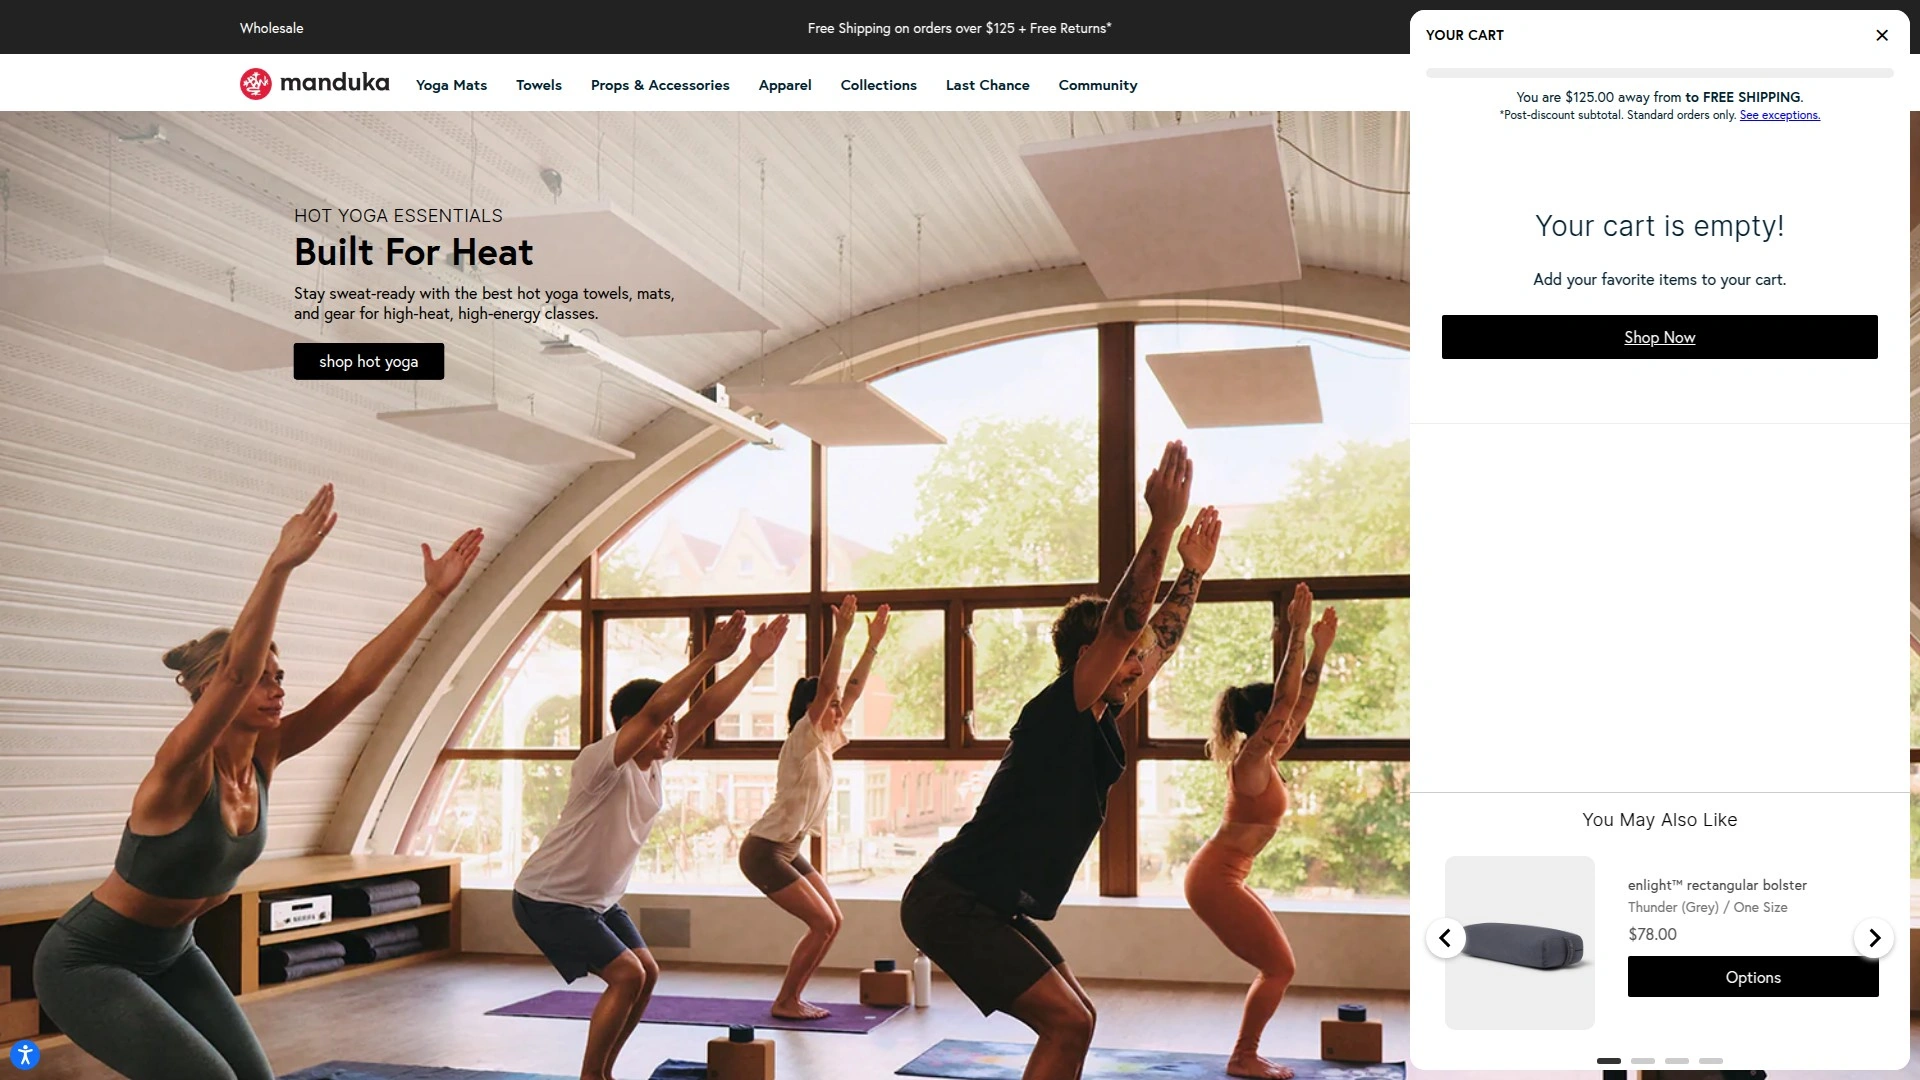 Wholesale
Free Shipping on orders over $125 + Free Returns*
manduka
Yoga Mats
Towels
Props & Accessories
Apparel
Collections
Last Chance
Community
HOT YOGA ESSENTIALS
Built For Heat
Stay sweat-ready with the best hot yoga towels, mats,
and gear for high-heat, high-energy classes.
shop hot yoga
YOUR CART
You are $125.00 away from to FREE SHIPPING.
*Post-discount subtotal. Standard orders only. See exceptions.
Your cart is empty!
Add your favorite items to your cart.
Shop Now
You May Also Like
enlight™ rectangular bolster
Thunder (Grey) / One Size
$78.00
Options